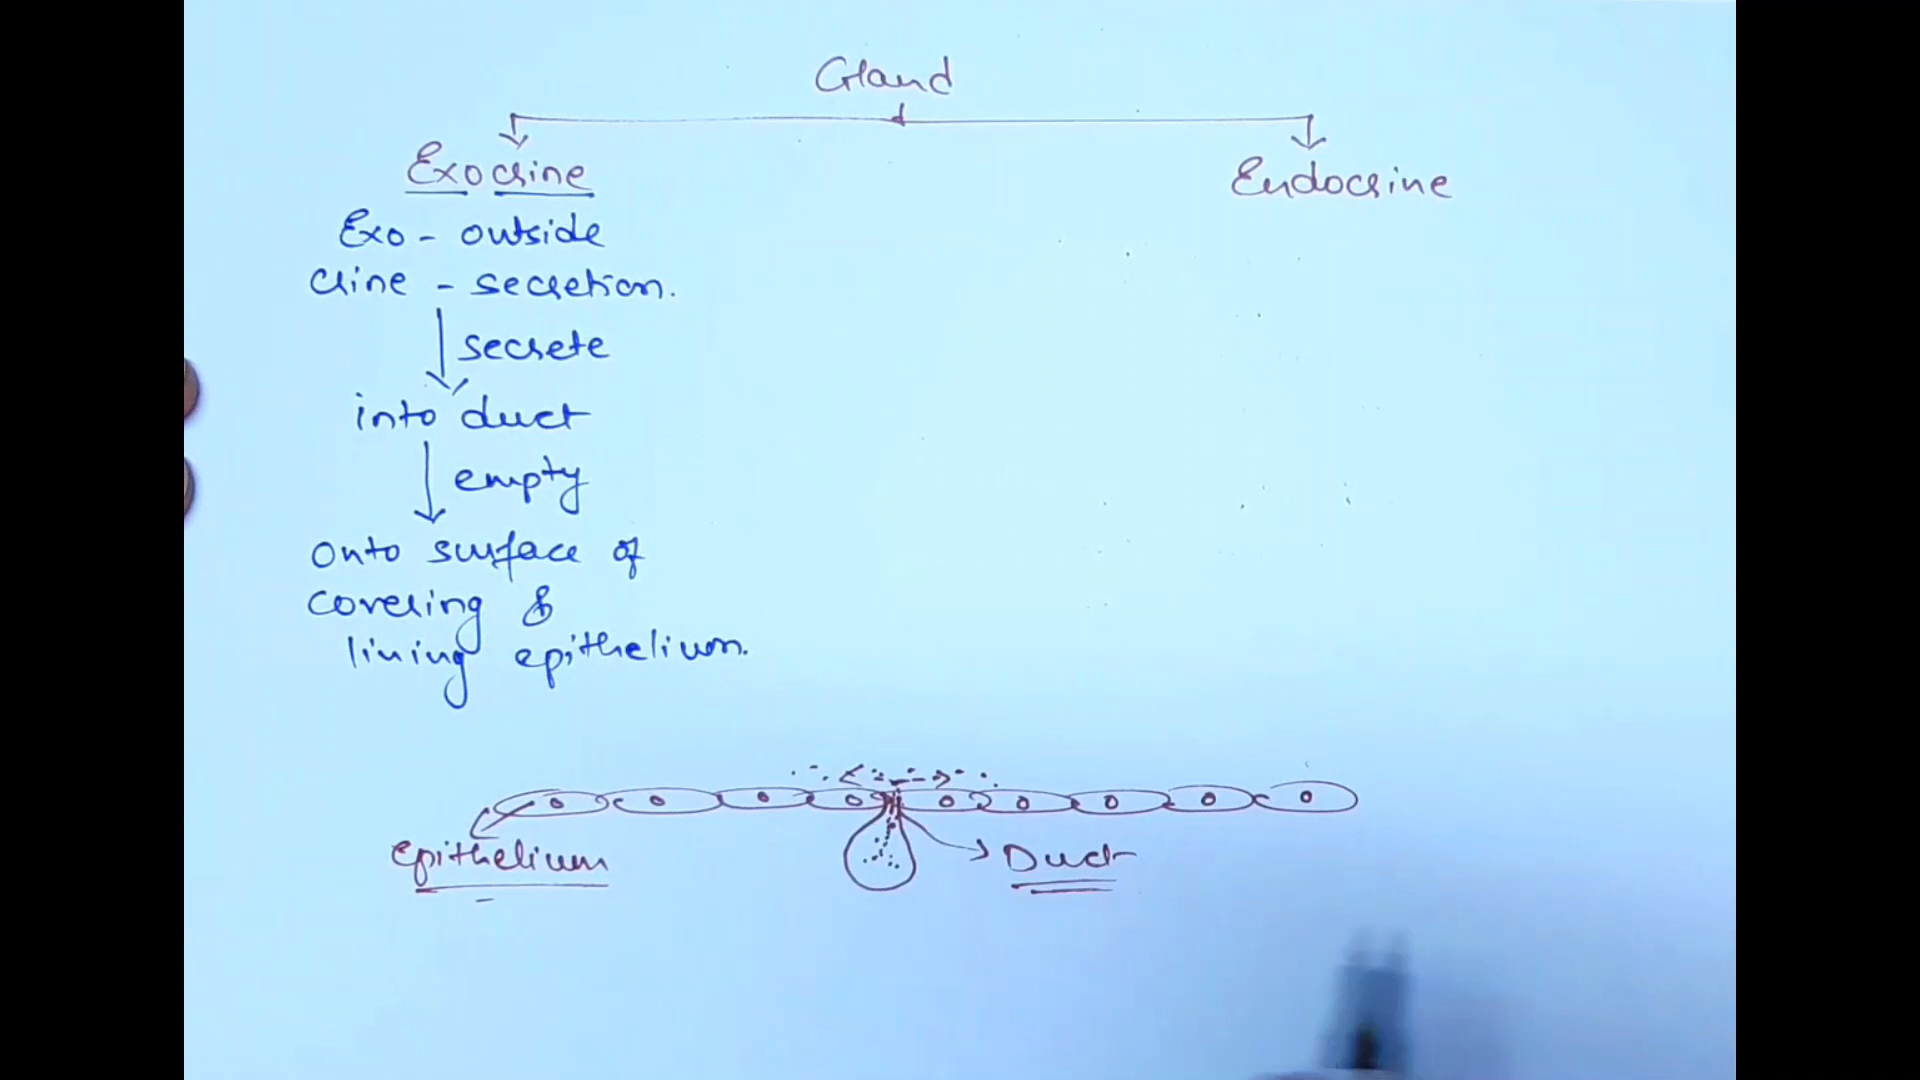 Gland
Exocrine
Endocrine
Exo - outside
Crine - secretion.
secrete
into duct
empty
onto surface of
covering &
lining epithelium.
epithelium
Duct